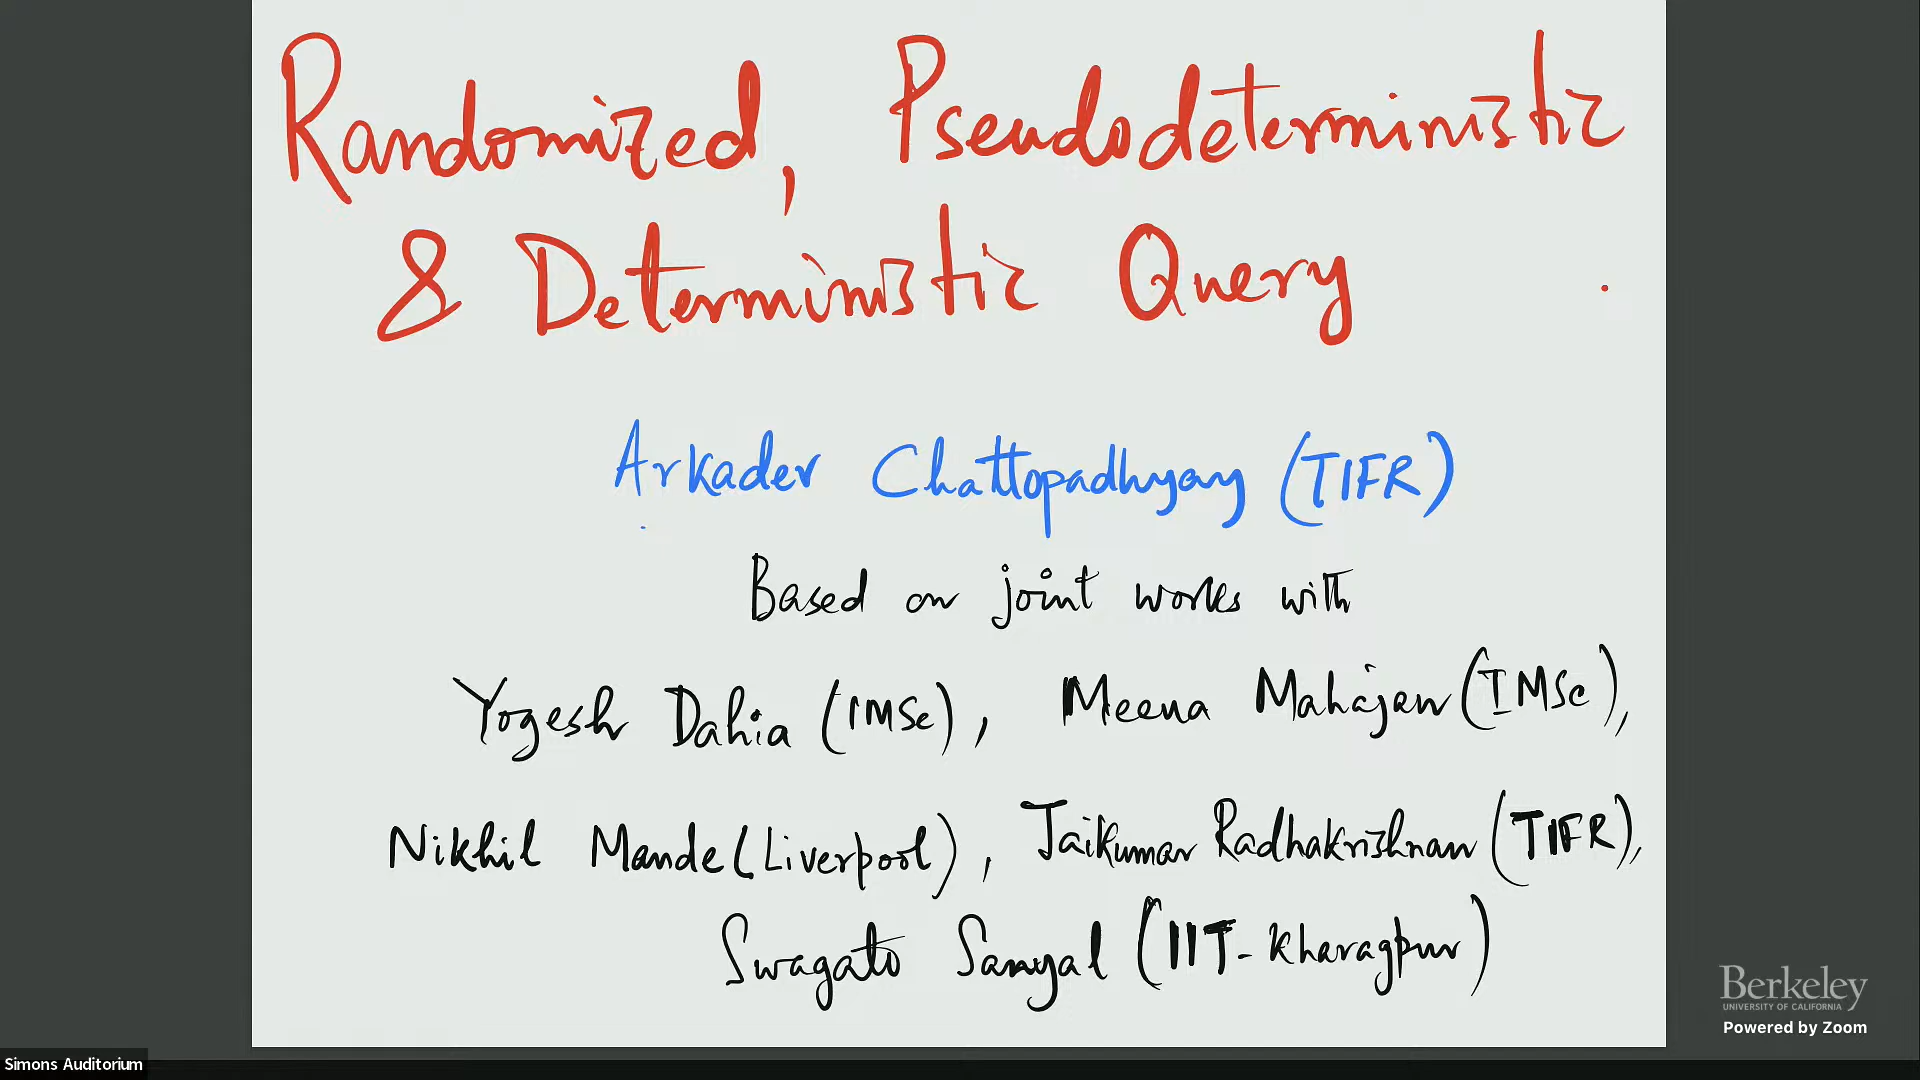 Randomized, Pseudodeterministic
& Deterministic Query
Arkadev Chattopadhyay (TIFR)
Based on joint works with
Yogesh Dahia (IMSc), Meena Mahajan (IMSc),
Nikhil Mande (Liverpool), Jaikumar Radhakrishnan (TIFR),
Swagato Sanyal (IIT-Kharagpur)
Berkeley
UNIVERSITY OF CALIFORNIA
Powered by Zoom
Simons Auditorium